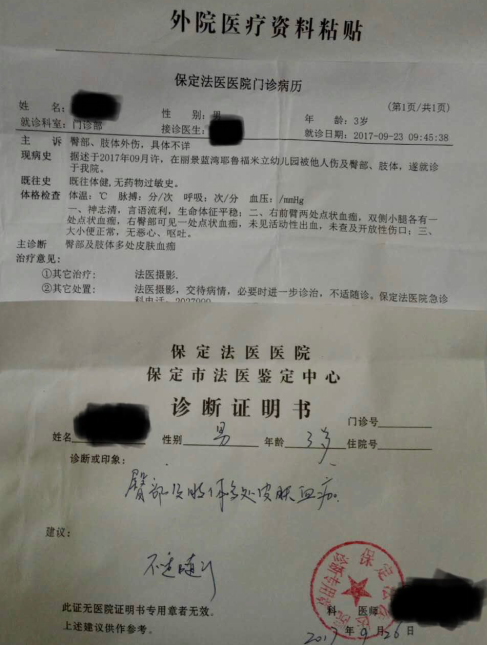 外院医疗资料粘贴
保定法医医院门诊病历
(第1页/共1页)
姓 名: 性 别: 男 年 龄: 3岁
就诊科室: 门诊部 接诊医生: 就诊日期: 2017-09-23 09:45:38
主 诉 臀部、肢体外伤，具体不详
现病史 据述于2017年09月许，在丽景蓝湾耶鲁福米立幼儿园被他人伤及臀部、肢体，遂就诊
于我院。
既往史 既往体健，无药物过敏史。
体格检查 体温: ℃ 脉搏: 分/次 呼吸: 次/分 血压: /mmHg
一、神志清，言语流利，生命体征平稳；二、右前臂两处点状血痂，双侧小腿各有一
处点状血痂，右臀部可见一处点状血痂，未见活动性出血，未查及开放性伤口；三、
大小便正常，无恶心、呕吐。
主诊断 臀部及肢体多处皮肤血痂
治疗意见:
①其它治疗: 法医摄影.
②其它处置: 法医摄影，交待病情，必要时进一步诊治，不适随诊，保定法医医院急诊
科电话
保定法医医院
保定市法医鉴定中心
诊断证明书
门诊号
姓名 性别 男 年龄 3岁 住院号
诊断或印象:
臀部及肢体多处皮肤血痂。
建议:
不适随诊
此证无医院证明书专用章者无效。
上述建议供作参考。
科 医师
2017年9月26日
保定法医医院
诊断专用章